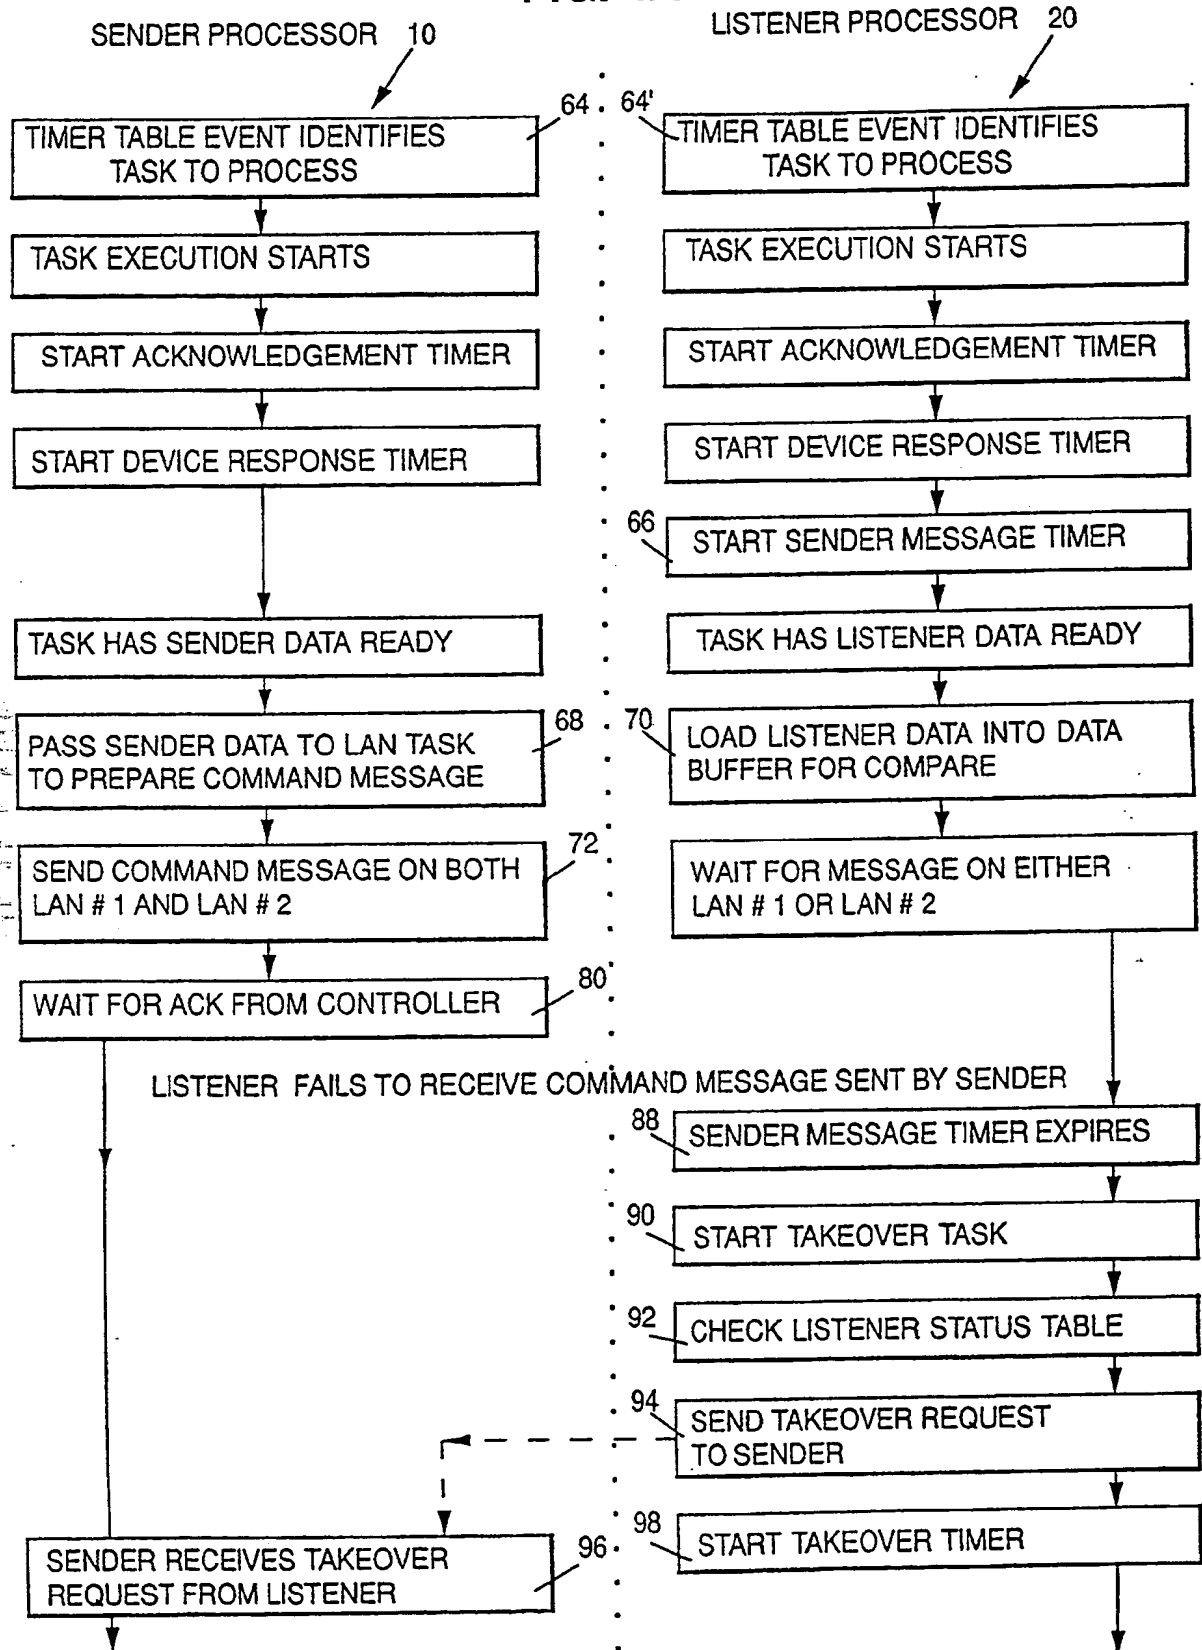 SENDER PROCESSOR 10
LISTENER PROCESSOR 20
64
TIMER TABLE EVENT IDENTIFIES
TASK TO PROCESS
TASK EXECUTION STARTS
START ACKNOWLEDGEMENT TIMER
START DEVICE RESPONSE TIMER
TASK HAS SENDER DATA READY
68
PASS SENDER DATA TO LAN TASK
TO PREPARE COMMAND MESSAGE
72
SEND COMMAND MESSAGE ON BOTH
LAN # 1 AND LAN # 2
80
WAIT FOR ACK FROM CONTROLLER
64'
TIMER TABLE EVENT IDENTIFIES
TASK TO PROCESS
TASK EXECUTION STARTS
START ACKNOWLEDGEMENT TIMER
START DEVICE RESPONSE TIMER
66
START SENDER MESSAGE TIMER
TASK HAS LISTENER DATA READY
70
LOAD LISTENER DATA INTO DATA
BUFFER FOR COMPARE
WAIT FOR MESSAGE ON EITHER
LAN # 1 OR LAN # 2
LISTENER FAILS TO RECEIVE COMMAND MESSAGE SENT BY SENDER
88
SENDER MESSAGE TIMER EXPIRES
90
START TAKEOVER TASK
92
CHECK LISTENER STATUS TABLE
94
SEND TAKEOVER REQUEST
TO SENDER
98
START TAKEOVER TIMER
96
SENDER RECEIVES TAKEOVER
REQUEST FROM LISTENER